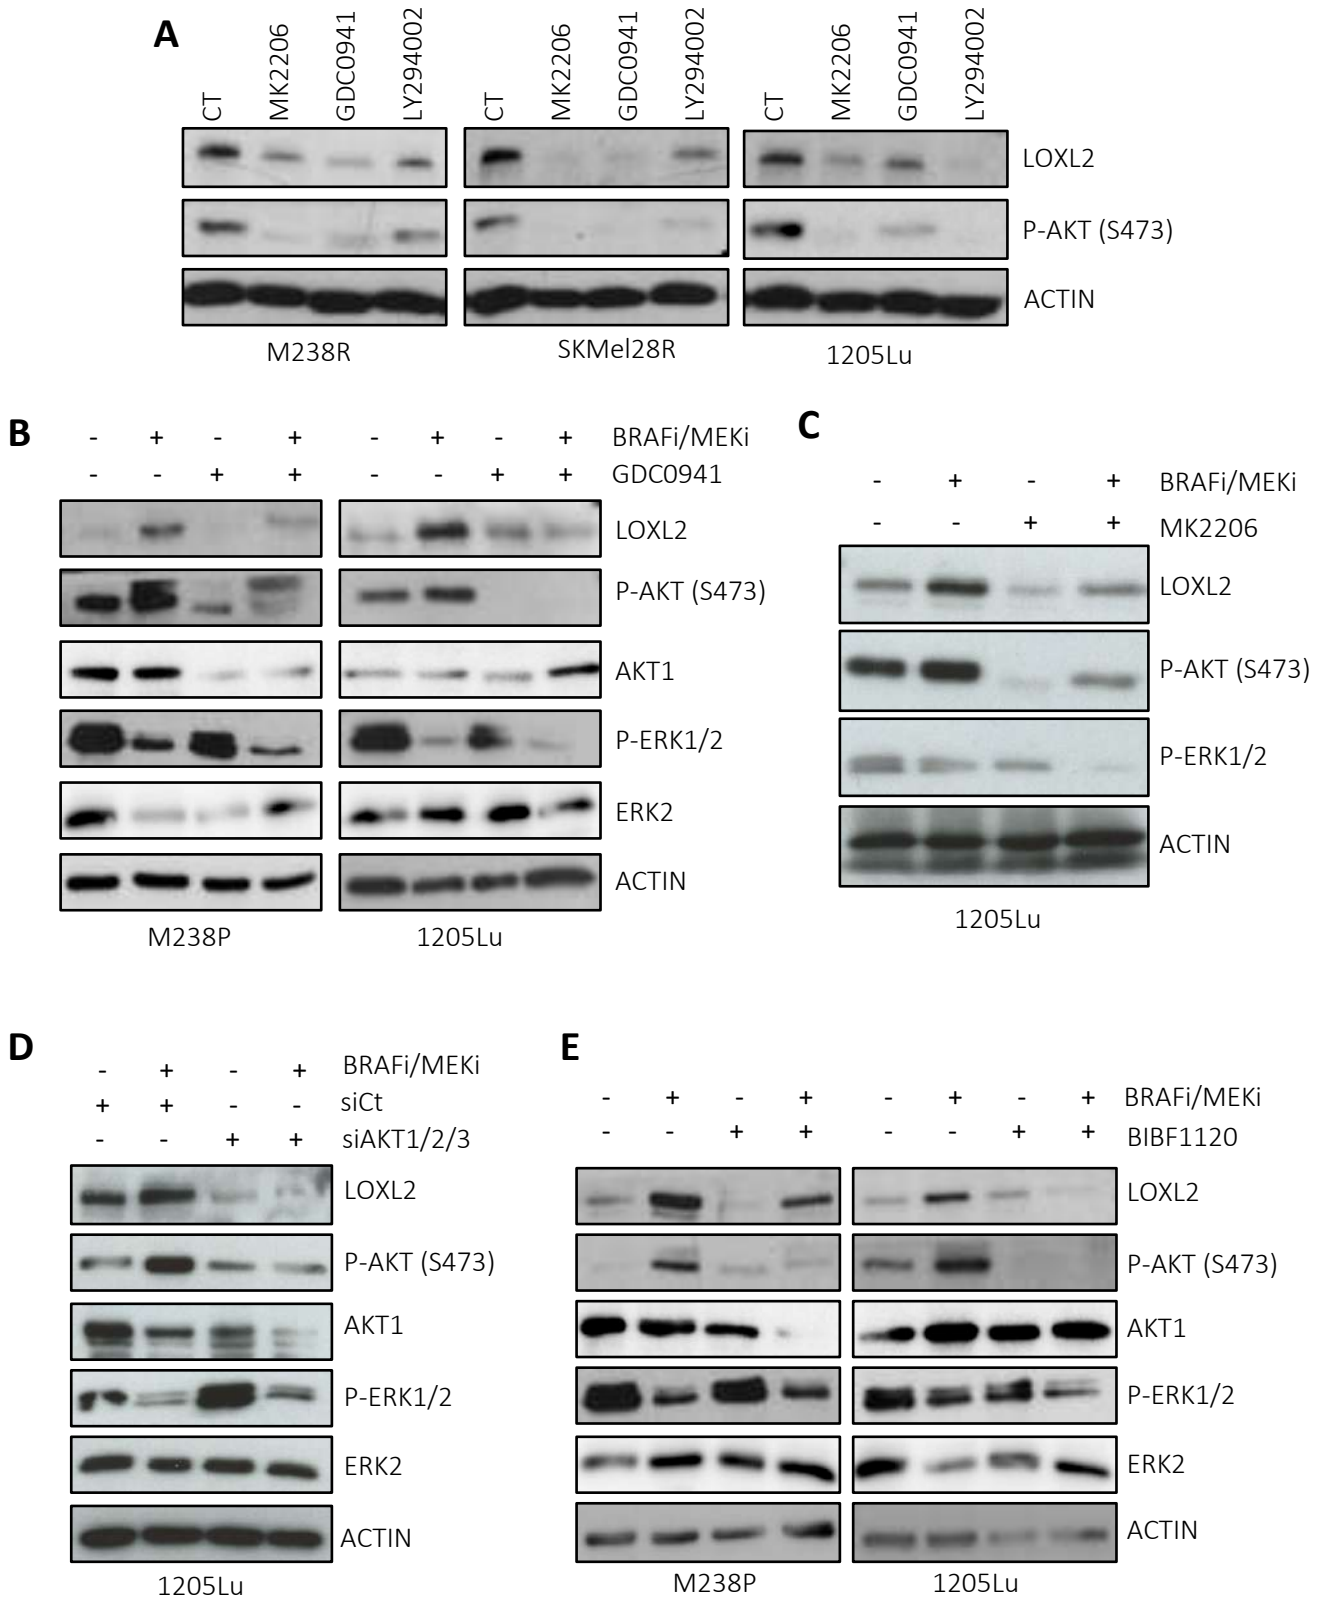 A
CT MK2206 GDC0941 LY294002 CT MK2206 GDC0941 LY294002 CT MK2206 GDC0941 LY294002
LOXL2
P-AKT (S473)
ACTIN
M238R SKMel28R 1205Lu
B
- + - + - + - + BRAFi/MEKi
- - + + - - + + GDC0941
LOXL2
P-AKT (S473)
AKT1
P-ERK1/2
ERK2
ACTIN
M238P 1205Lu
C
- + - + BRAFi/MEKi
- - + + MK2206
LOXL2
P-AKT (S473)
P-ERK1/2
ACTIN
1205Lu
D
- + - + BRAFi/MEKi
+ + - - siCt
- - + + siAKT1/2/3
LOXL2
P-AKT (S473)
AKT1
P-ERK1/2
ERK2
ACTIN
1205Lu
E
- + - + - + - + BRAFi/MEKi
- - + + - - + + BIBF1120
LOXL2
P-AKT (S473)
AKT1
P-ERK1/2
ERK2
ACTIN
M238P 1205Lu